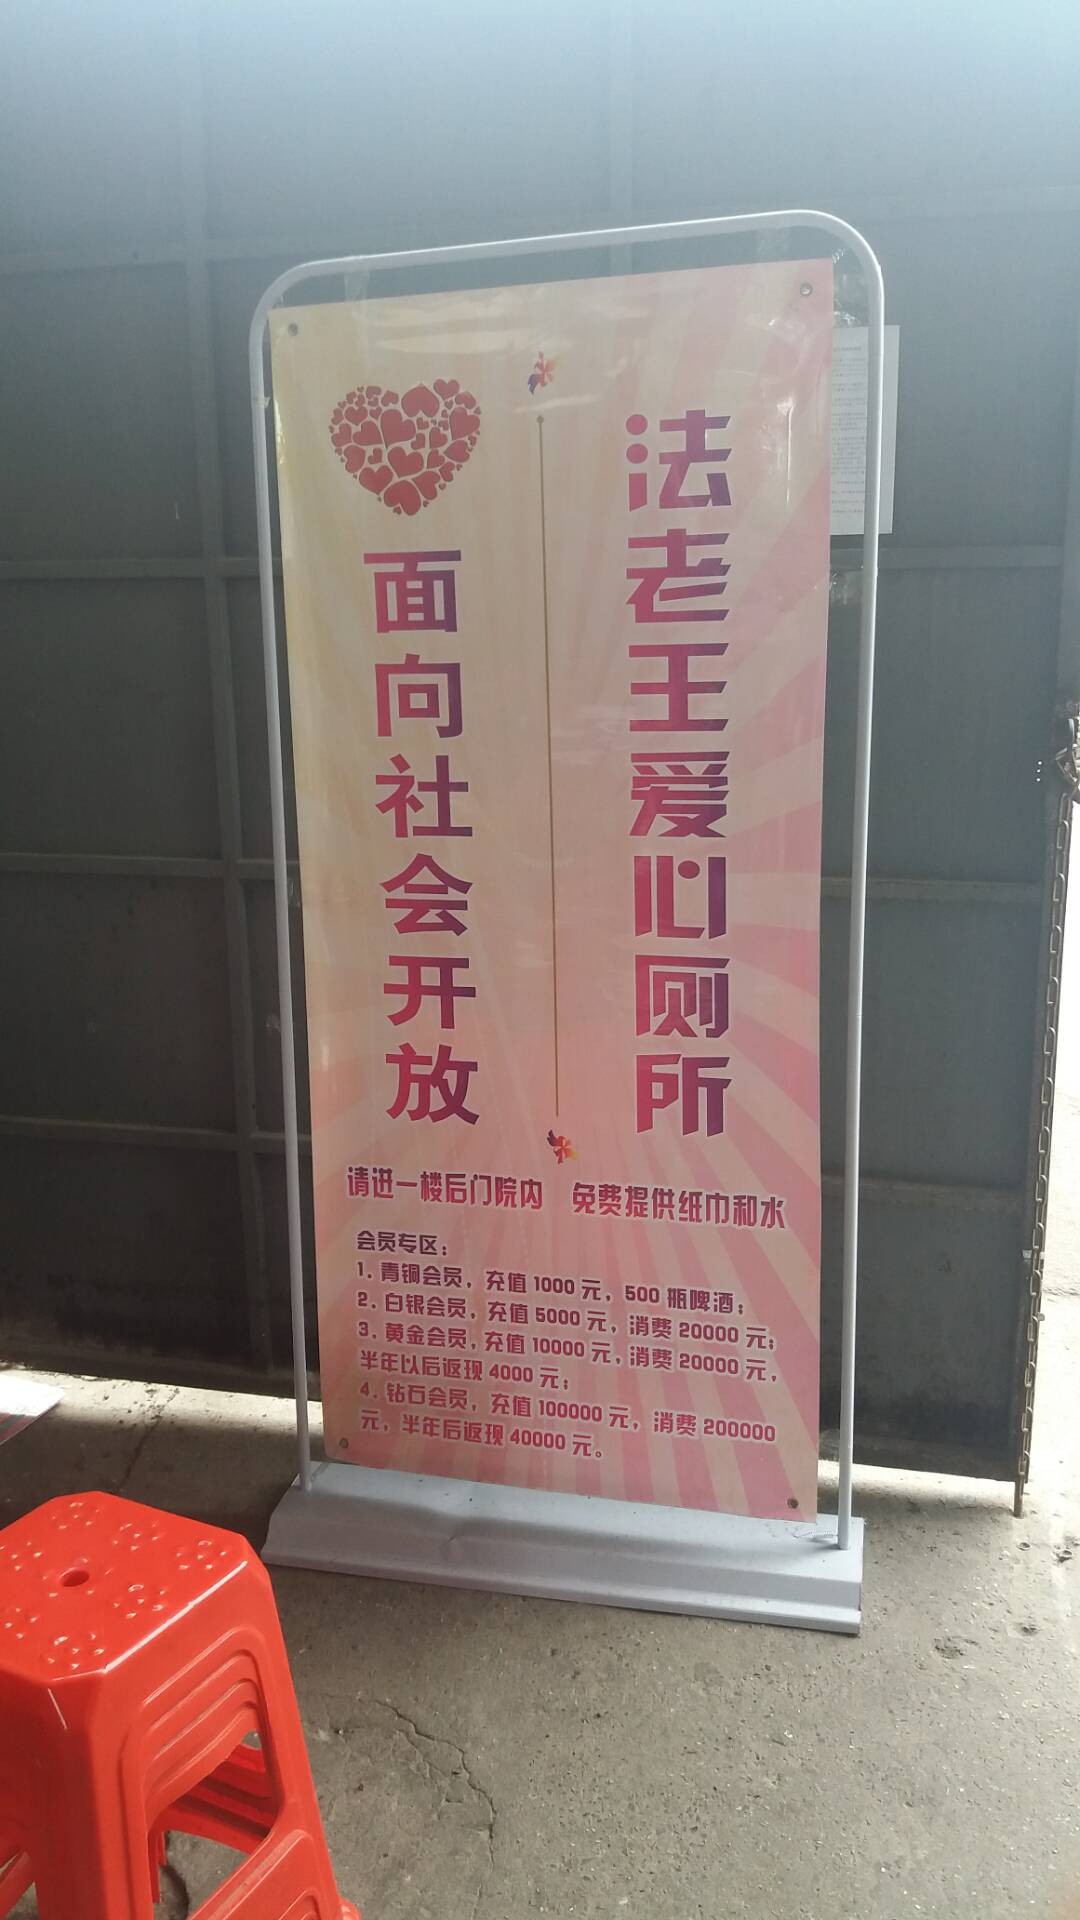 法老王爱心厕所
面向社会开放
请进一楼后门院内 免费提供纸巾和水
会员专区：
1. 青铜会员，充值 1000 元，500 瓶啤酒；
2. 白银会员，充值 5000 元，消费 20000 元；
3. 黄金会员，充值 10000 元，消费 20000 元，
半年以后返现 4000 元；
4. 钻石会员，充值 100000 元，消费 200000
元，半年后返现 40000 元。